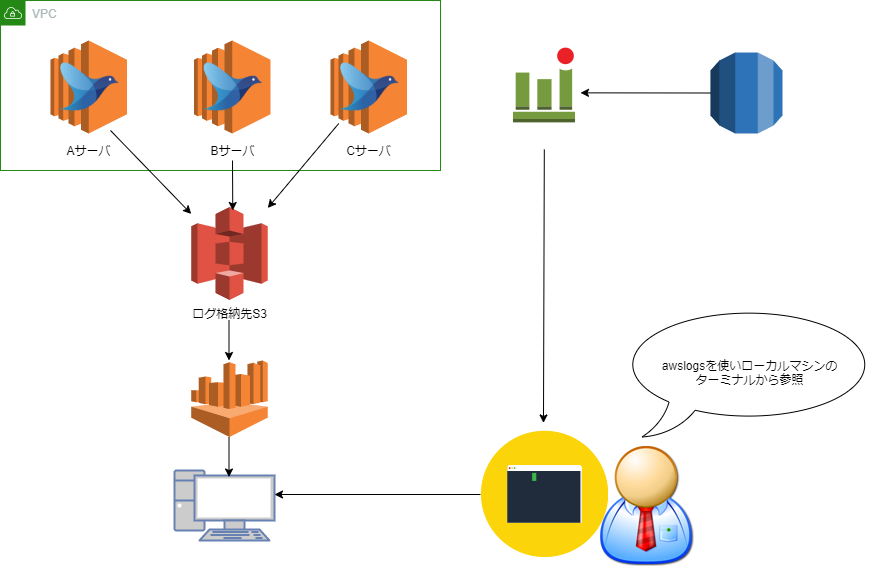 VPC
Aサーバ
Bサーバ
Cサーバ
ログ格納先S3
awslogsを使いローカルマシンの
ターミナルから参照